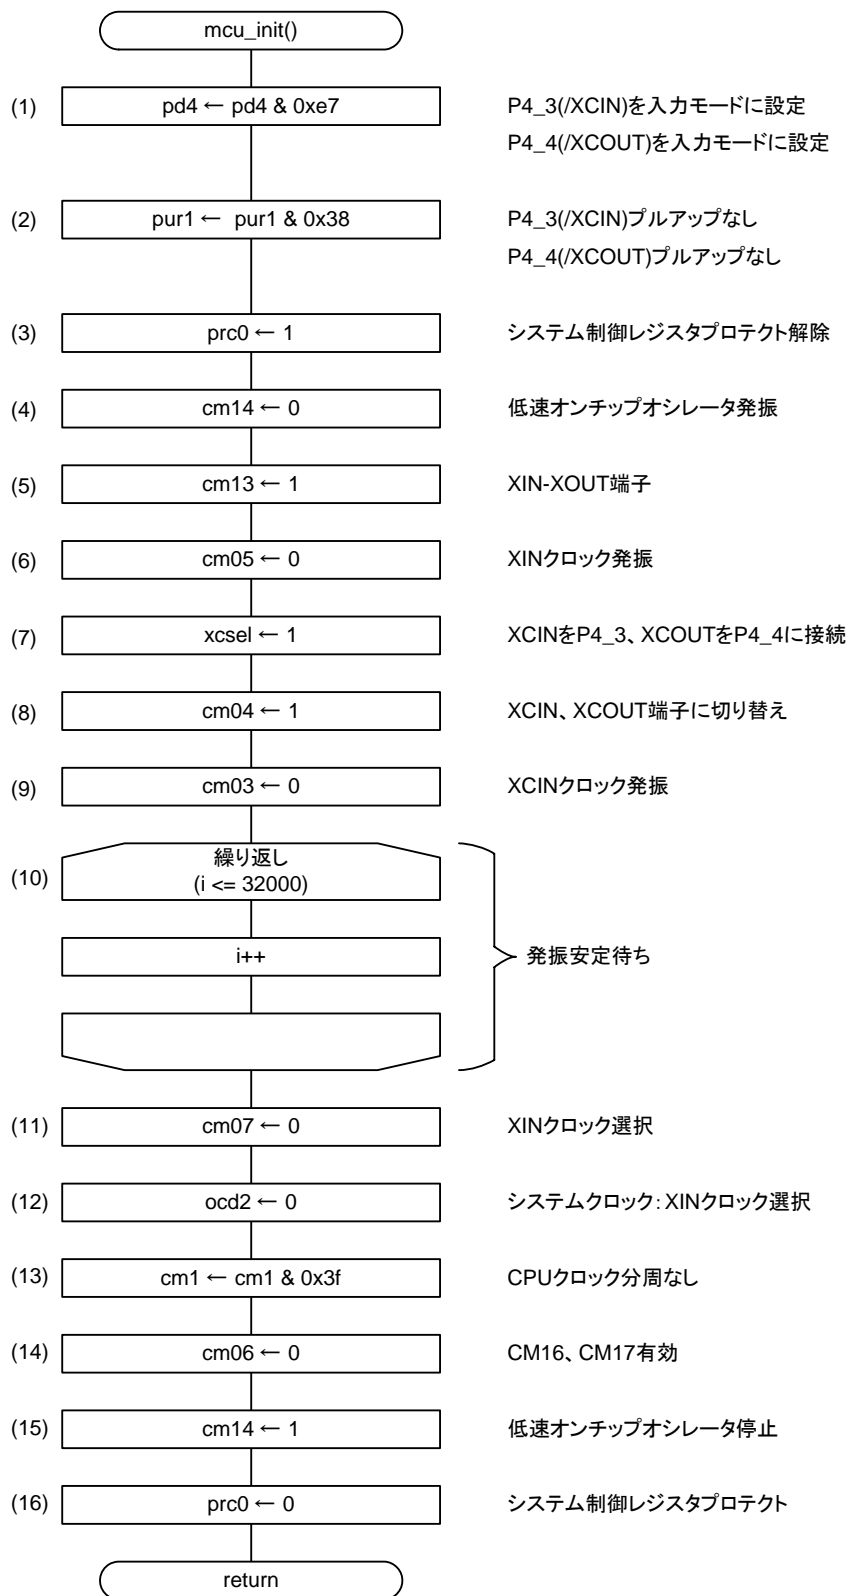 mcu_init()
(1) pd4 ← pd4 & 0xe7 P4_3(/XCIN)を入力モードに設定
P4_4(/XCOUT)を入力モードに設定
(2) pur1 ← pur1 & 0x38 P4_3(/XCIN)プルアップなし
P4_4(/XCOUT)プルアップなし
(3) prc0 ← 1 システム制御レジスタプロテクト解除
(4) cm14 ← 0 低速オンチップオシレータ発振
(5) cm13 ← 1 XIN-XOUT端子
(6) cm05 ← 0 XINクロック発振
(7) xcsel ← 1 XCINをP4_3、XCOUTをP4_4に接続
(8) cm04 ← 1 XCIN、XCOUT端子に切り替え
(9) cm03 ← 0 XCINクロック発振
(10) 繰り返し
(i <= 32000)
i++ 発振安定待ち
(11) cm07 ← 0 XINクロック選択
(12) ocd2 ← 0 システムクロック:XINクロック選択
(13) cm1 ← cm1 & 0x3f CPUクロック分周なし
(14) cm06 ← 0 CM16、CM17有効
(15) cm14 ← 1 低速オンチップオシレータ停止
(16) prc0 ← 0 システム制御レジスタプロテクト
return